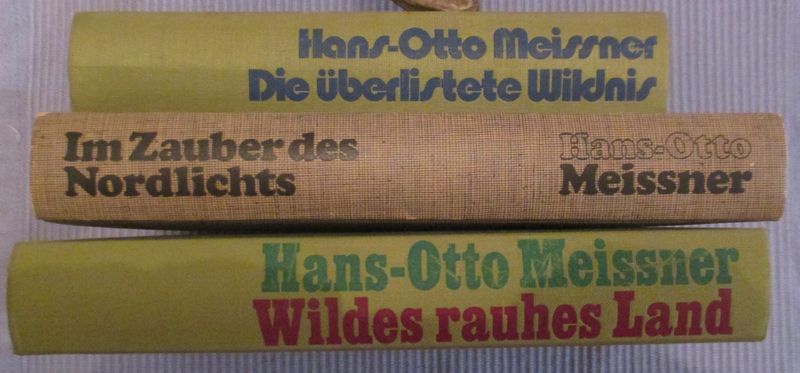 Hans-Otto Meissner
Die überlistete Wildnis
Im Zauber des
Nordlichts
Hans-Otto
Meissner
Hans-Otto Meissner
Wildes rauhes Land